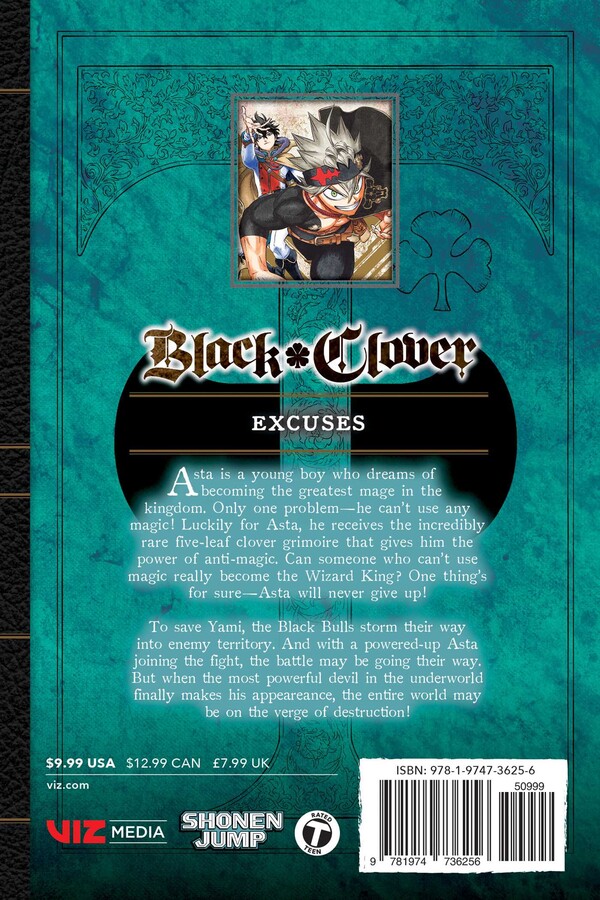 Black Clover
EXCUSES
Asta is a young boy who dreams of
becoming the greatest mage in the
kingdom. Only one problem—he can't use any
magic! Luckily for Asta, he receives the incredibly
rare five-leaf clover grimoire that gives him the
power of anti-magic. Can someone who can't use
magic really become the Wizard King? One thing's
for sure—Asta will never give up!
To save Yami, the Black Bulls storm their way
into enemy territory. And with a powered-up Asta
joining the fight, the battle may be going their way.
But when the most powerful devil in the underworld
finally makes his appeareance, the entire world may
be on the verge of destruction!
$9.99 USA $12.99 CAN £7.99 UK
viz.com
VIZ MEDIA
SHONEN
JUMP
RATED
T
TEEN
ISBN: 978-1-9747-3625-6
50999
9 781974 736256